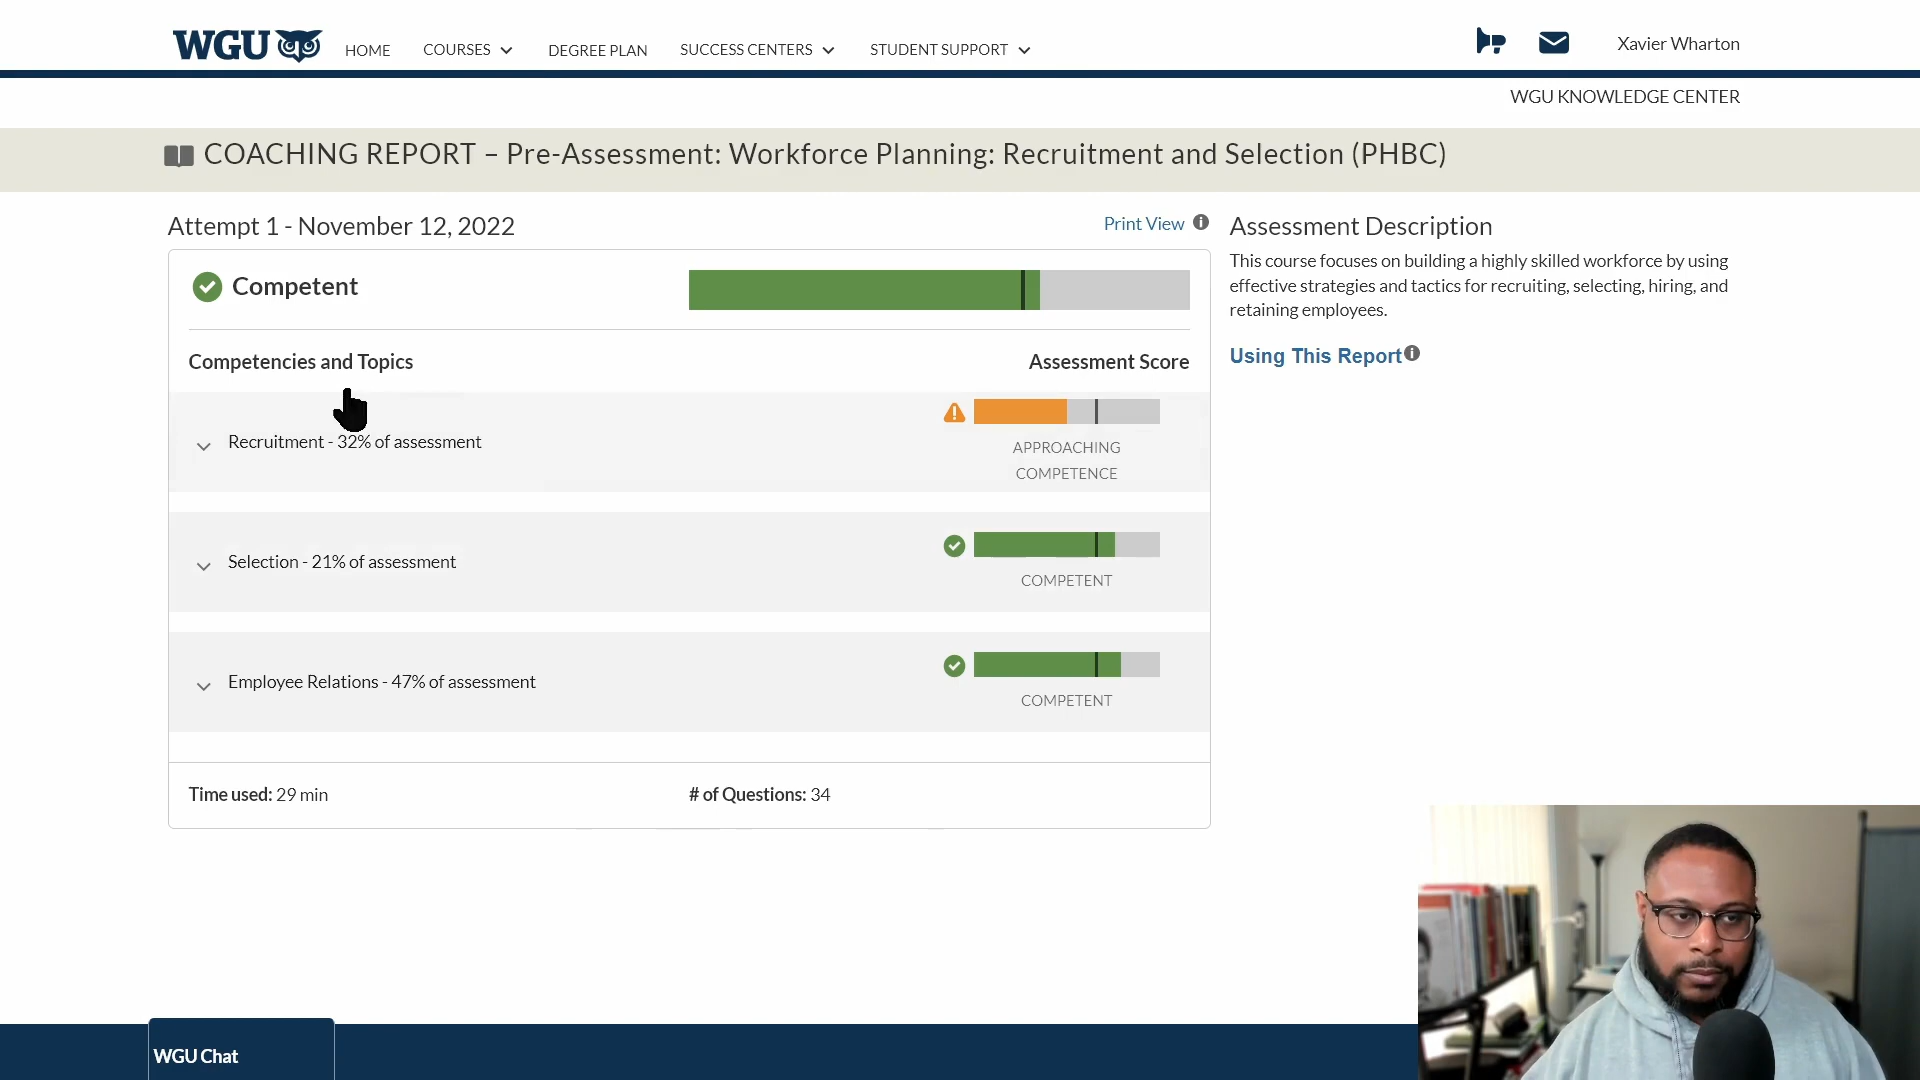 WGU HOME COURSES DEGREE PLAN SUCCESS CENTERS STUDENT SUPPORT Xavier Wharton
WGU KNOWLEDGE CENTER
COACHING REPORT – Pre-Assessment: Workforce Planning: Recruitment and Selection (PHBC)
Attempt 1 - November 12, 2022
Print View
Competent
Competencies and Topics
Assessment Score
Recruitment - 32% of assessment
APPROACHING
COMPETENCE
Selection - 21% of assessment
COMPETENT
Employee Relations - 47% of assessment
COMPETENT
Time used: 29 min
# of Questions: 34
Assessment Description
This course focuses on building a highly skilled workforce by using
effective strategies and tactics for recruiting, selecting, hiring, and
retaining employees.
Using This Report
WGU Chat